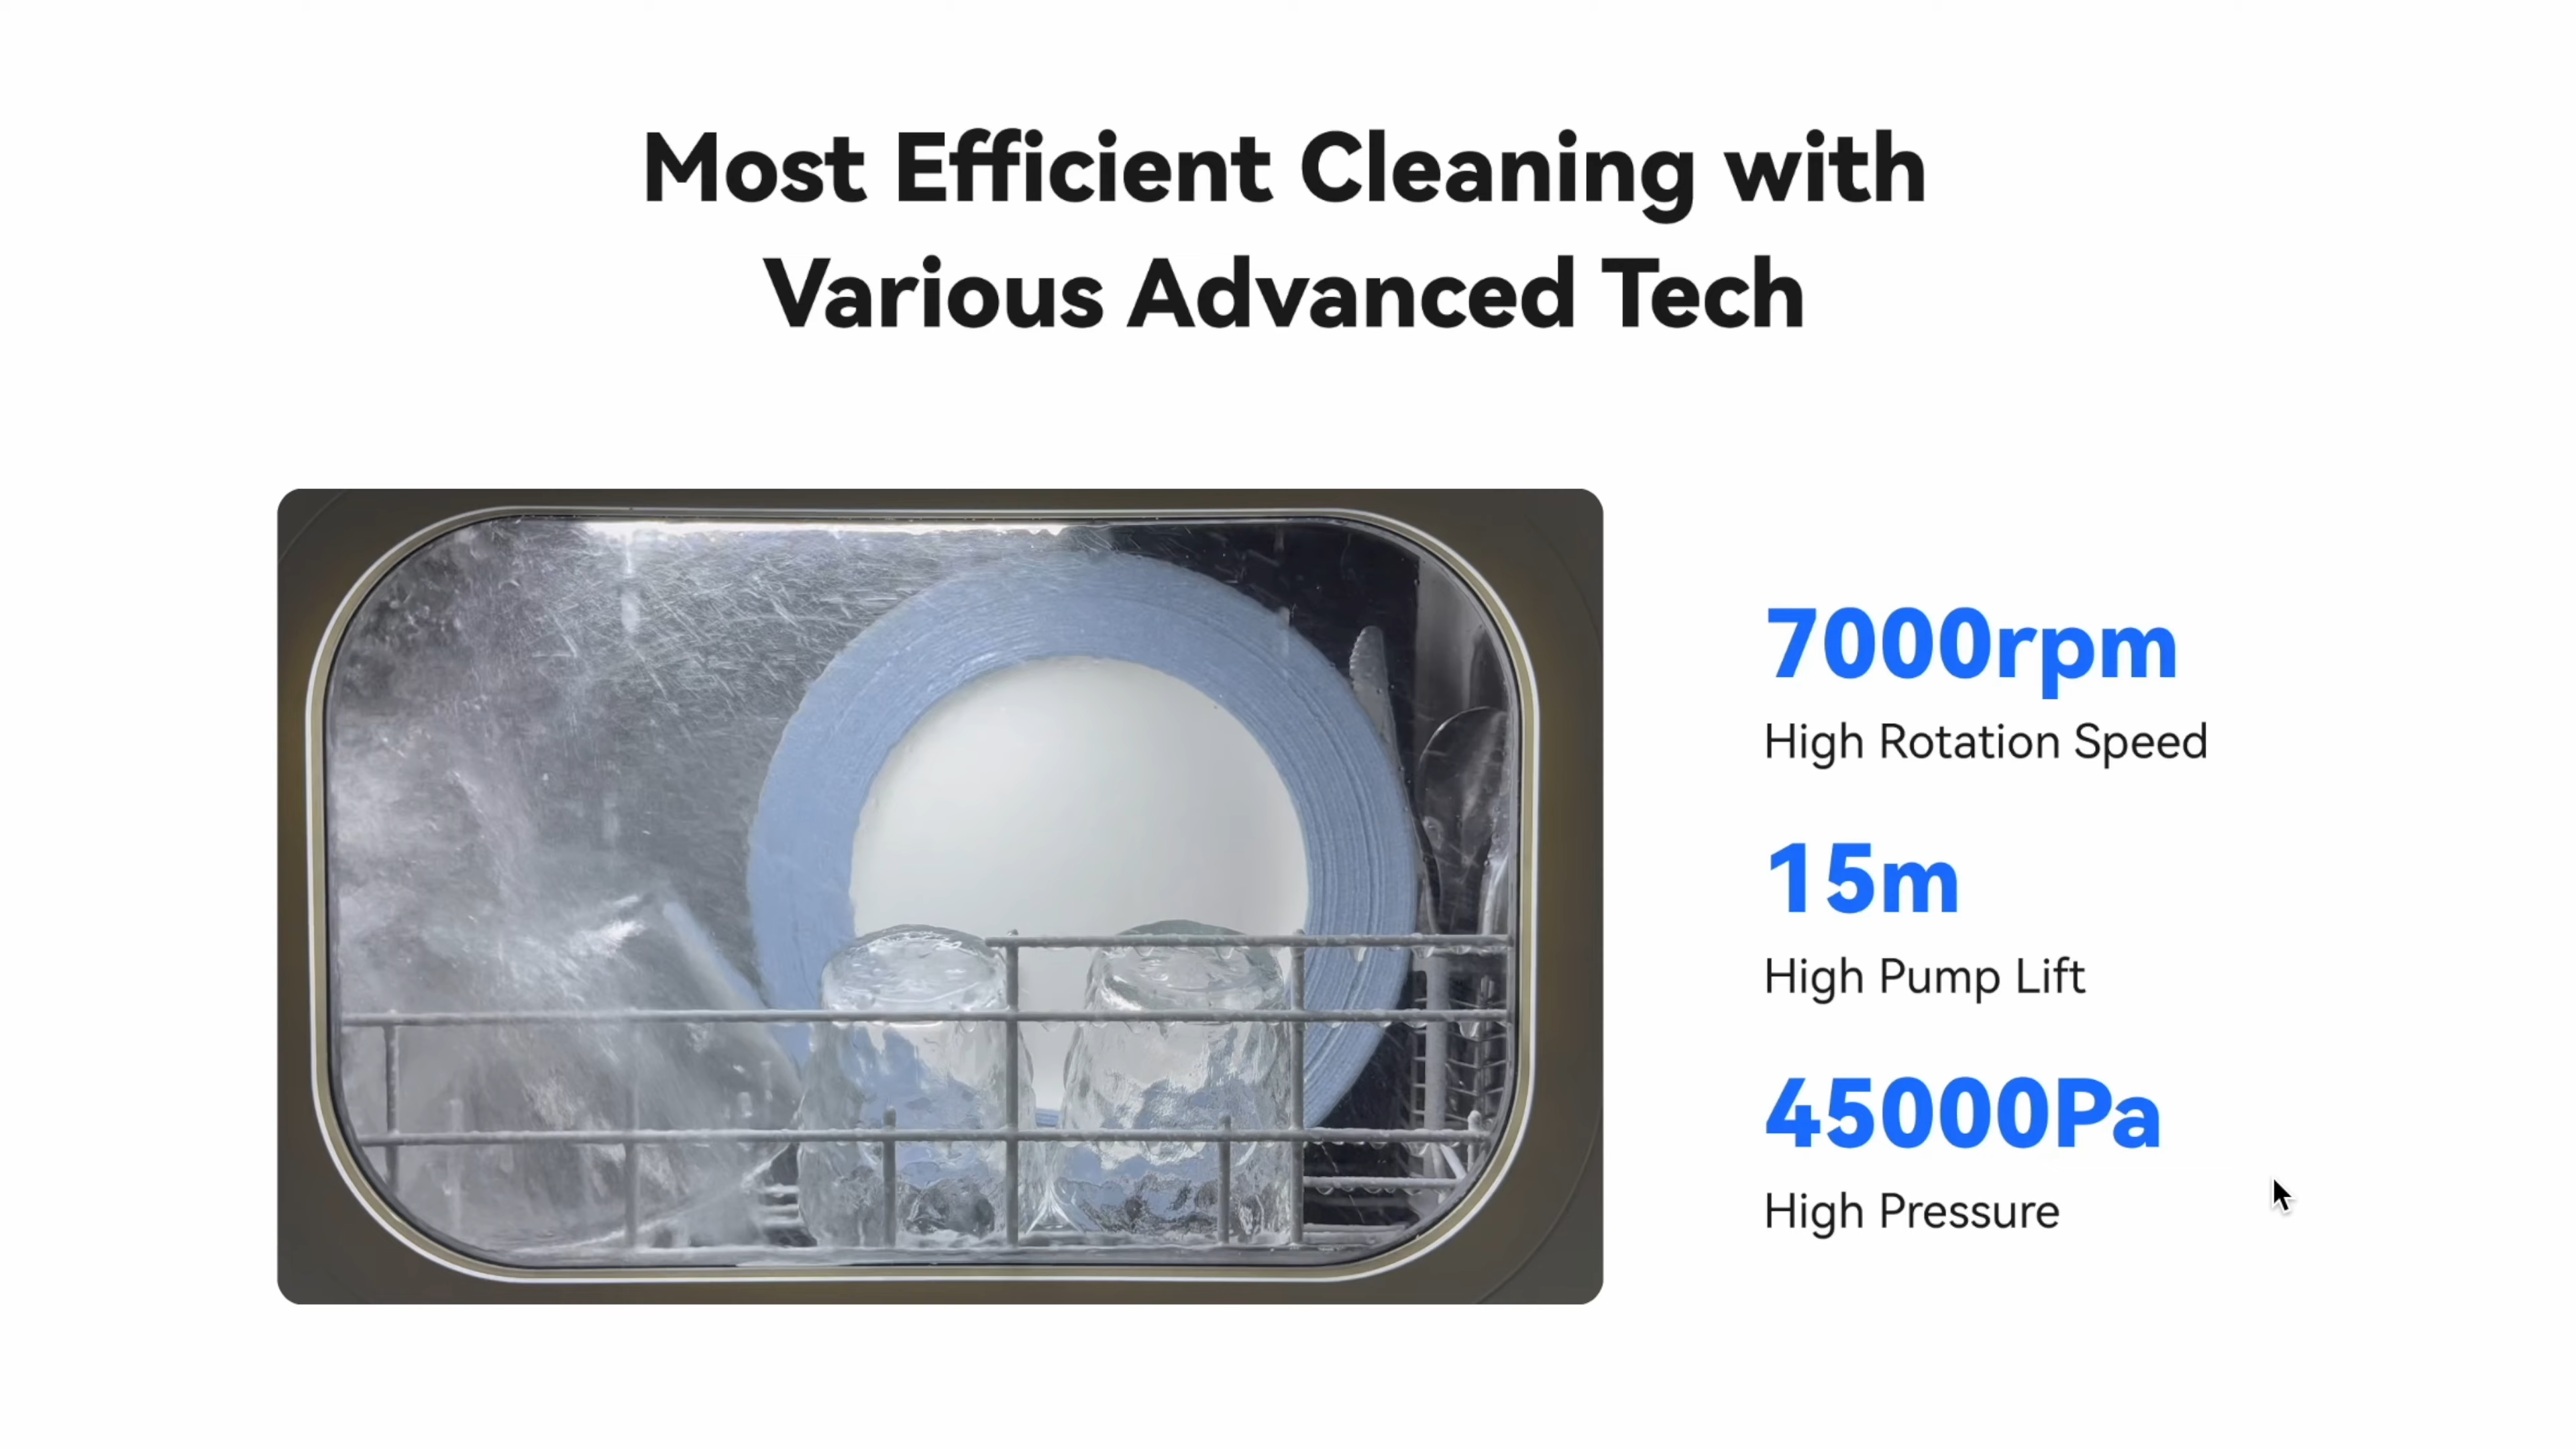 Most Efficient Cleaning with
Various Advanced Tech
7000rpm
High Rotation Speed
15m
High Pump Lift
45000Pa
High Pressure